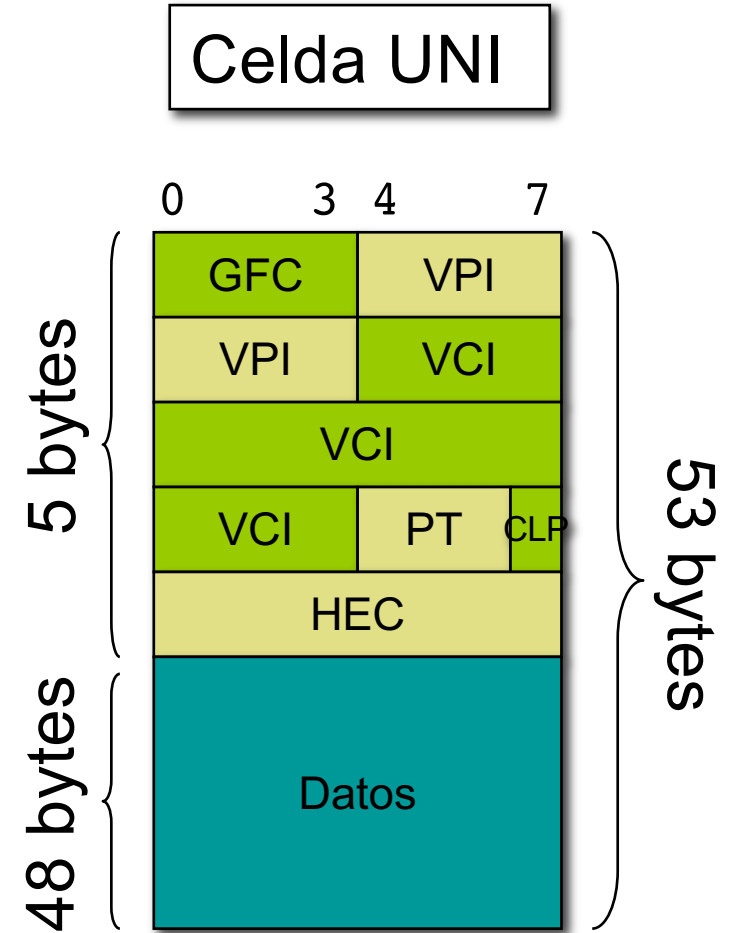 Celda UNI
0 3 4 7
GFC VPI
VPI VCI
VCI
VCI PT CLP
HEC
Datos
5 bytes
48 bytes
53 bytes